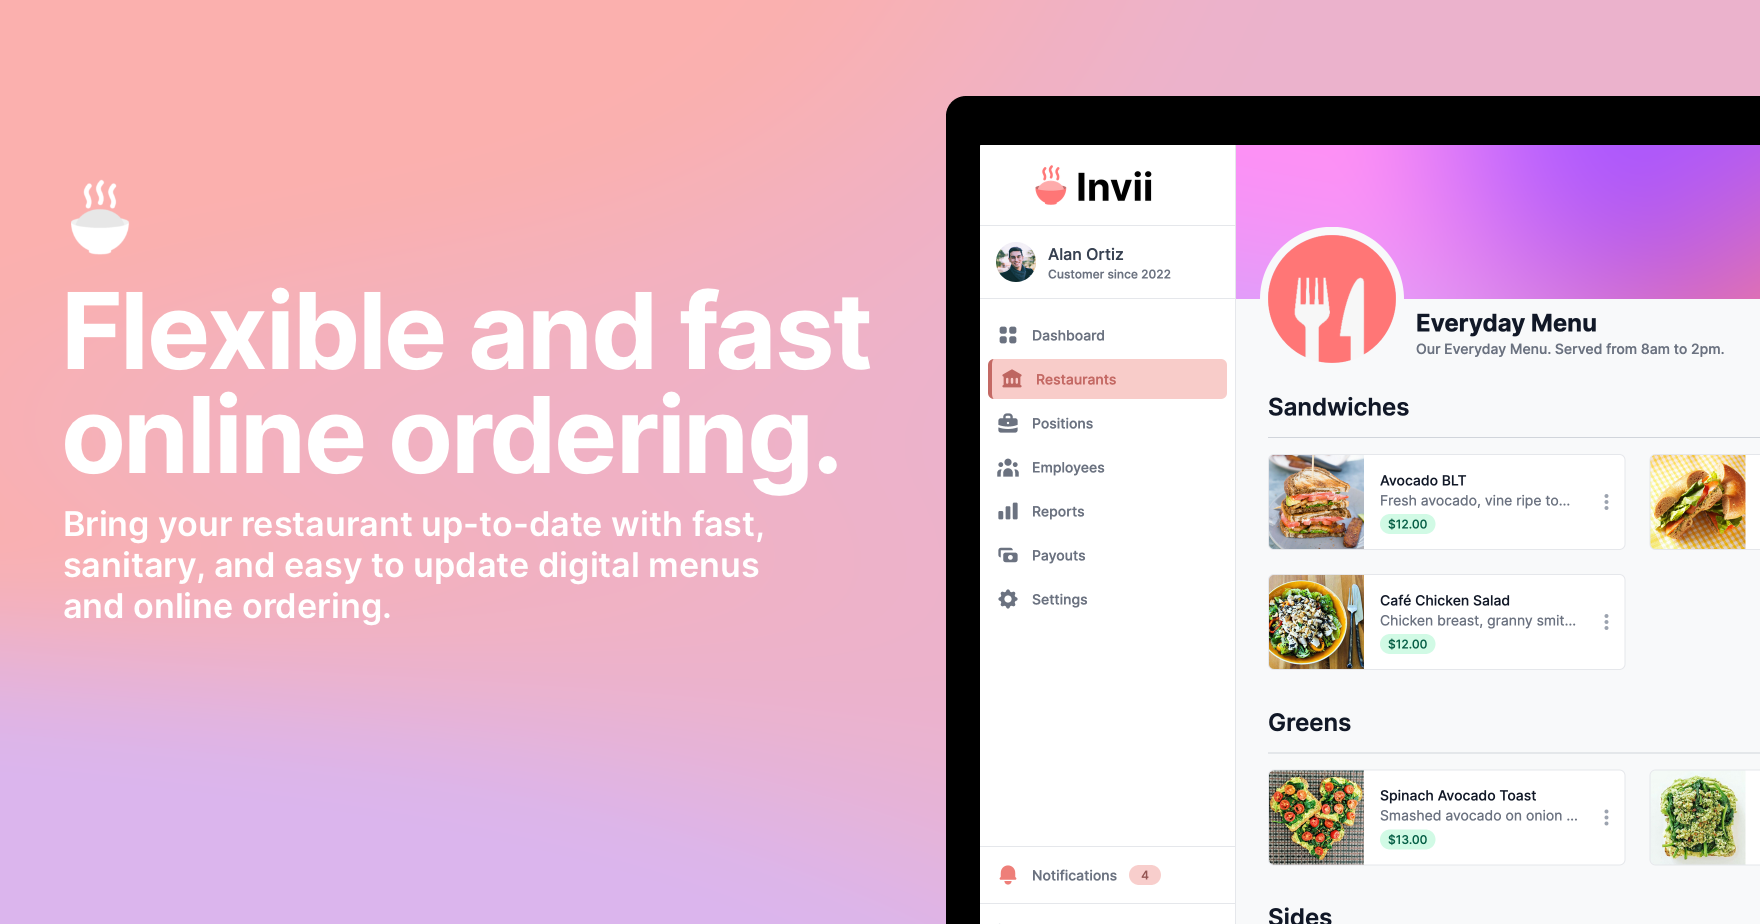 Flexible and fast
online ordering.
Bring your restaurant up-to-date with fast,
sanitary, and easy to update digital menus
and online ordering.
Invii
Alan Ortiz
Customer since 2022
Dashboard
Restaurants
Positions
Employees
Reports
Payouts
Settings
Notifications 4
Everyday Menu
Our Everyday Menu. Served from 8am to 2pm.
Sandwiches
Avocado BLT
Fresh avocado, vine ripe to...
$12.00
Café Chicken Salad
Chicken breast, granny smit...
$12.00
Greens
Spinach Avocado Toast
Smashed avocado on onion ...
$13.00
Sides